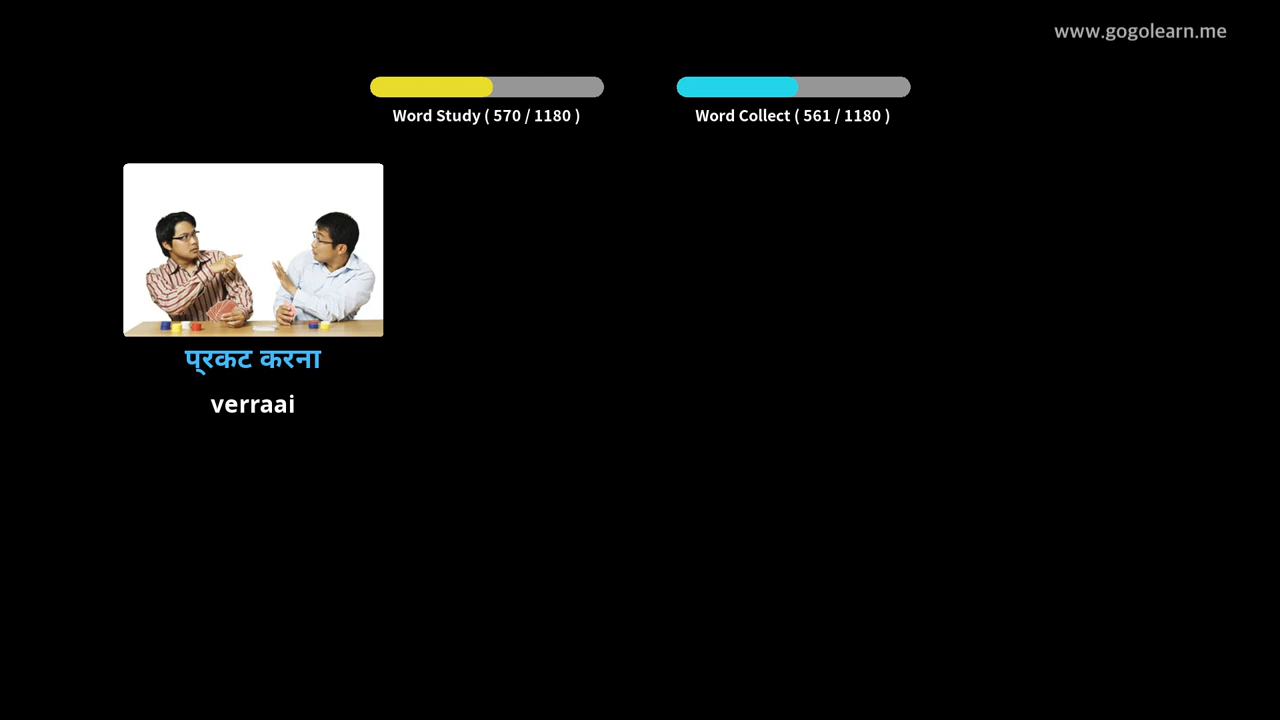 www.gogolearn.me
Word Study ( 570 / 1180 )
Word Collect ( 561 / 1180 )
प्रकट करना
verraai